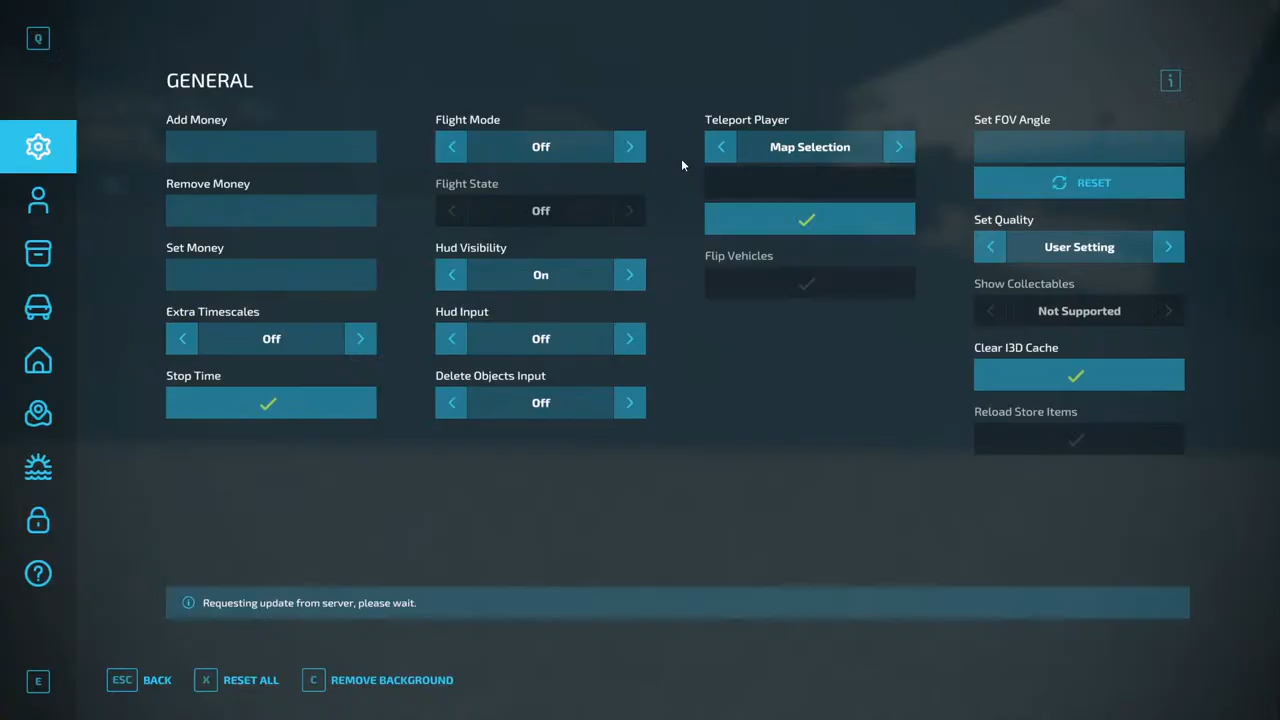 Q
GENERAL
i
Add Money
Remove Money
Set Money
Extra Timescales
Off
Stop Time
Flight Mode
Off
Flight State
Off
Hud Visibility
On
Hud Input
Off
Delete Objects Input
Off
Teleport Player
Map Selection
Flip Vehicles
Set FOV Angle
RESET
Set Quality
User Setting
Show Collectables
Not Supported
Clear I3D Cache
Reload Store Items
?
i Requesting update from server, please wait.
E
ESC BACK X RESET ALL C REMOVE BACKGROUND